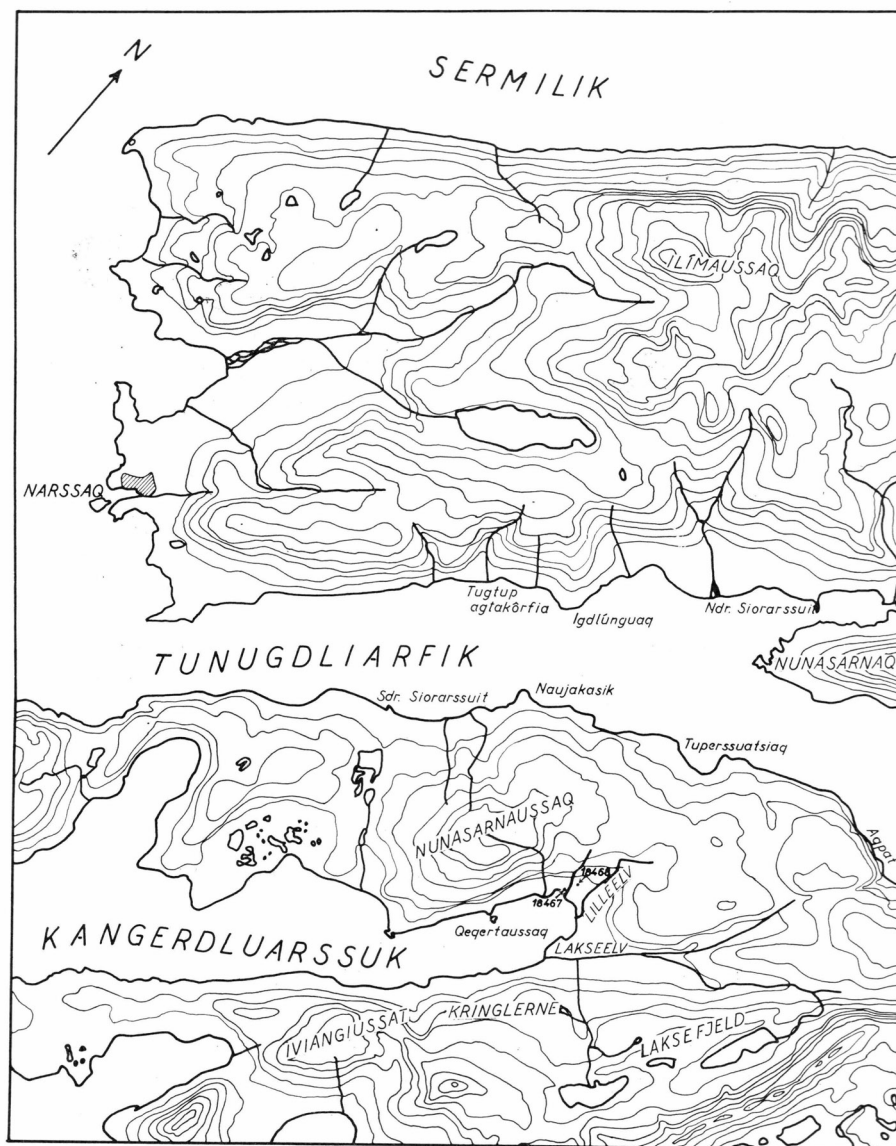 N
SERMILIK
ILÍMAUSSAQ
NARSSAQ
Tugtup
agtakôrfia
Igdlúnguaq
Ndr. Siorarssuit
TUNUGDLIARFIK
NUNASARNAQ
Sdr. Siorarssuit
Naujakasik
Tuperssuatsiaq
NUNASARNAUSSAQ
Aqpat
18468
18467
LILLEELV
Qeqertaussaq
LAKSEELV
KANGERDLUARSSUK
KRINGLERNE
IVIANGIUSSAT
LAKSEFJELD